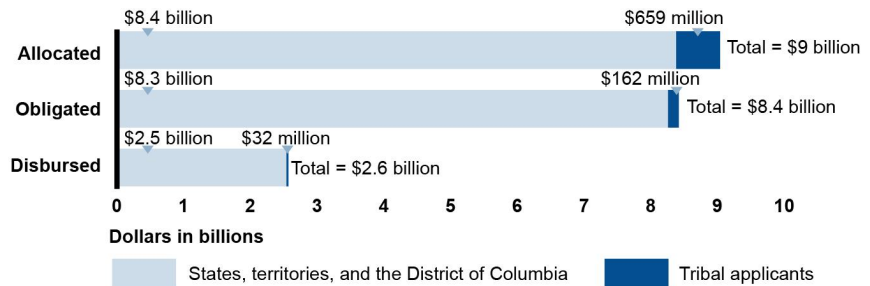 $8.4 billion $659 million
Allocated Total = $9 billion
$8.3 billion $162 million
Obligated Total = $8.4 billion
$2.5 billion $32 million
Disbursed Total = $2.6 billion
0 1 2 3 4 5 6 7 8 9 10
Dollars in billions
States, territories, and the District of Columbia Tribal applicants